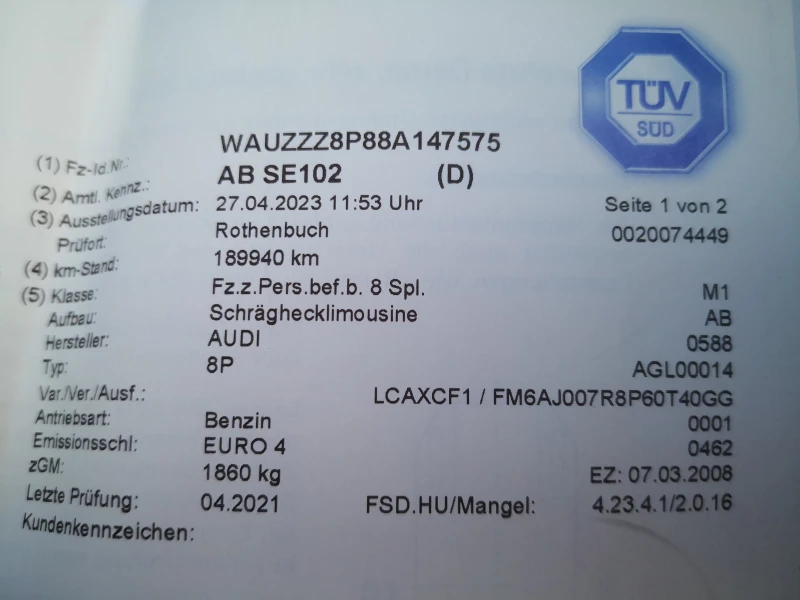 TÜV
SÜD
(1) Fz-Id.Nr.: WAUZZZ8P88A147575
(2) Amtl. Kennz.: AB SE102 (D)
(3) Ausstellungsdatum: 27.04.2023 11:53 Uhr Seite 1 von 2
Prüfort: Rothenbuch 0020074449
(4) km-Stand: 189940 km
(5) Klasse: Fz.z.Pers.bef.b. 8 Spl. M1
Aufbau: Schräghecklimousine AB
Hersteller: AUDI 0588
Typ: 8P AGL00014
Var./Ver./Ausf.: LCAXCF1 / FM6AJ007R8P60T40GG
Antriebsart: Benzin 0001
Emissionsschl: EURO 4 0462
zGM: 1860 kg EZ: 07.03.2008
Letzte Prüfung: 04.2021 FSD.HU/Mangel: 4.23.4.1/2.0.16
Kundenkennzeichen: